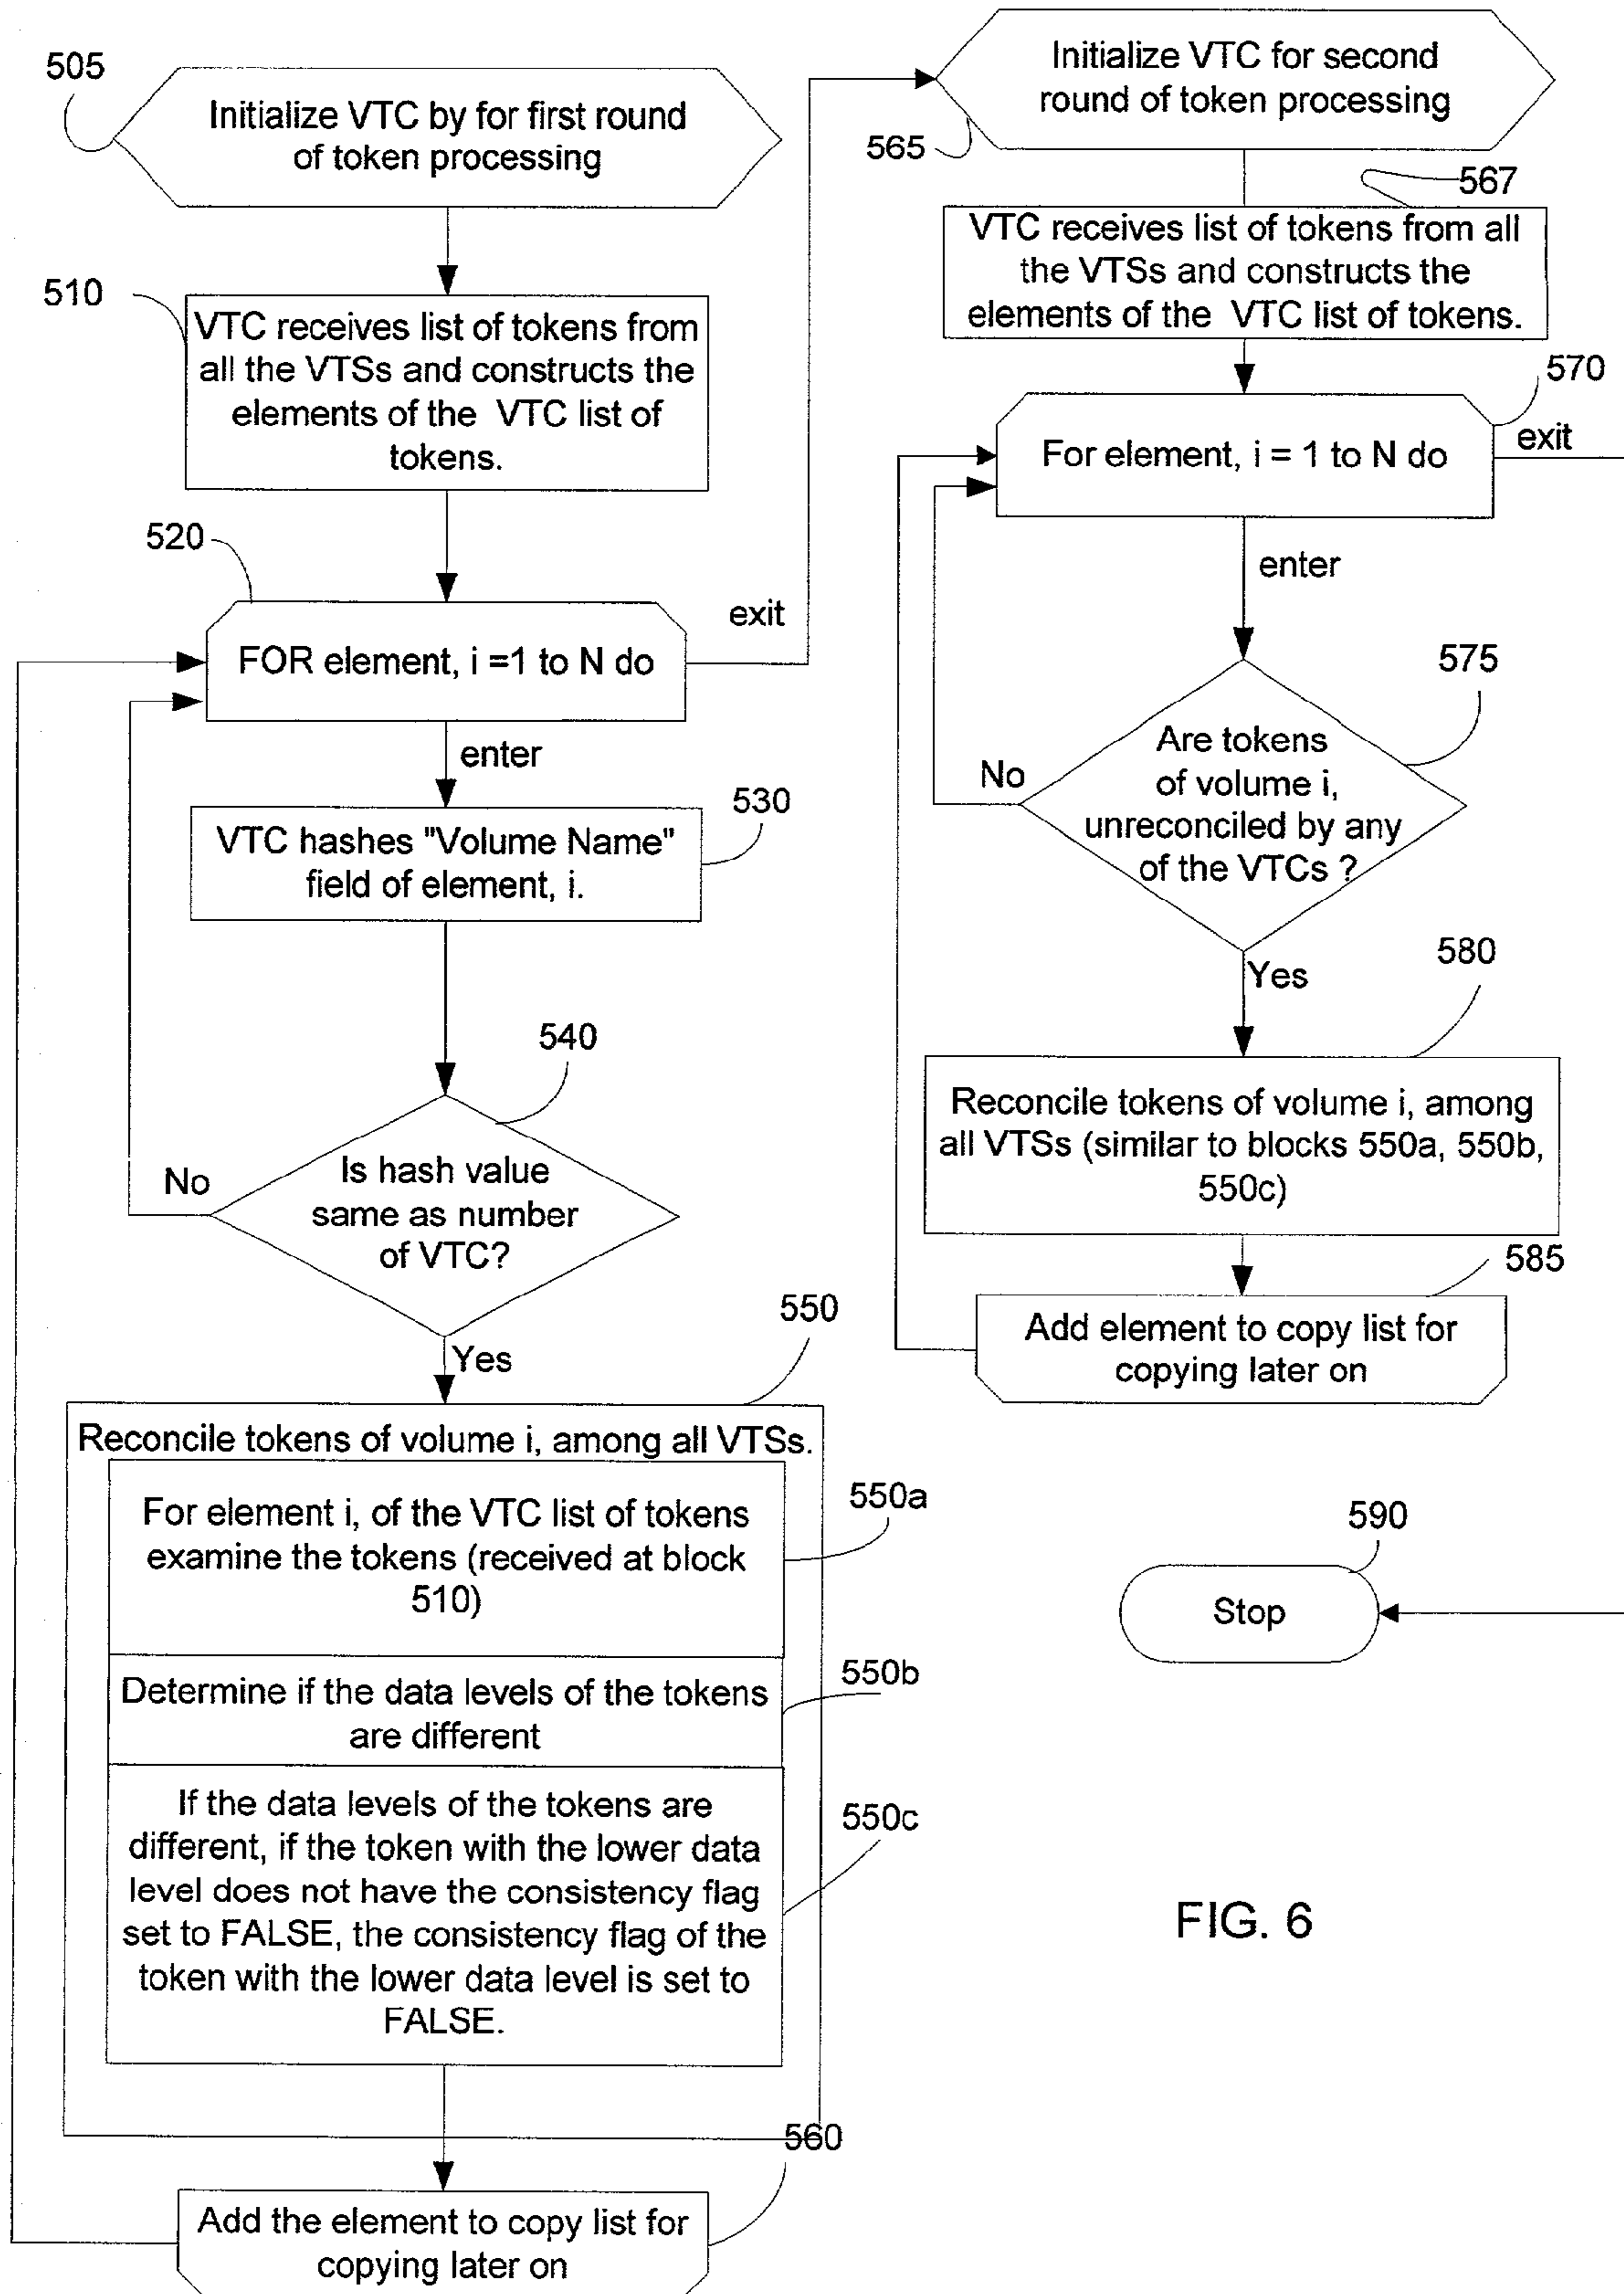 505
Initialize VTC by for first round
of token processing
510
VTC receives list of tokens from
all the VTSs and constructs the
elements of the VTC list of
tokens.
520
FOR element, i =1 to N do
exit
enter
530
VTC hashes "Volume Name"
field of element, i.
540
Is hash value
same as number
of VTC?
No
Yes
550
Reconcile tokens of volume i, among all VTSs.
For element i, of the VTC list of tokens
examine the tokens (received at block
510)
550a
Determine if the data levels of the tokens
are different
550b
If the data levels of the tokens are
different, if the token with the lower data
level does not have the consistency flag
set to FALSE, the consistency flag of the
token with the lower data level is set to
FALSE.
550c
560
Add the element to copy list for
copying later on
Initialize VTC for second
round of token processing
565
567
VTC receives list of tokens from all
the VTSs and constructs the
elements of the VTC list of tokens.
570
For element, i = 1 to N do
exit
enter
575
Are tokens
of volume i,
unreconciled by any
of the VTCs ?
No
Yes
580
Reconcile tokens of volume i, among
all VTSs (similar to blocks 550a, 550b,
550c)
585
Add element to copy list for
copying later on
590
Stop
FIG. 6